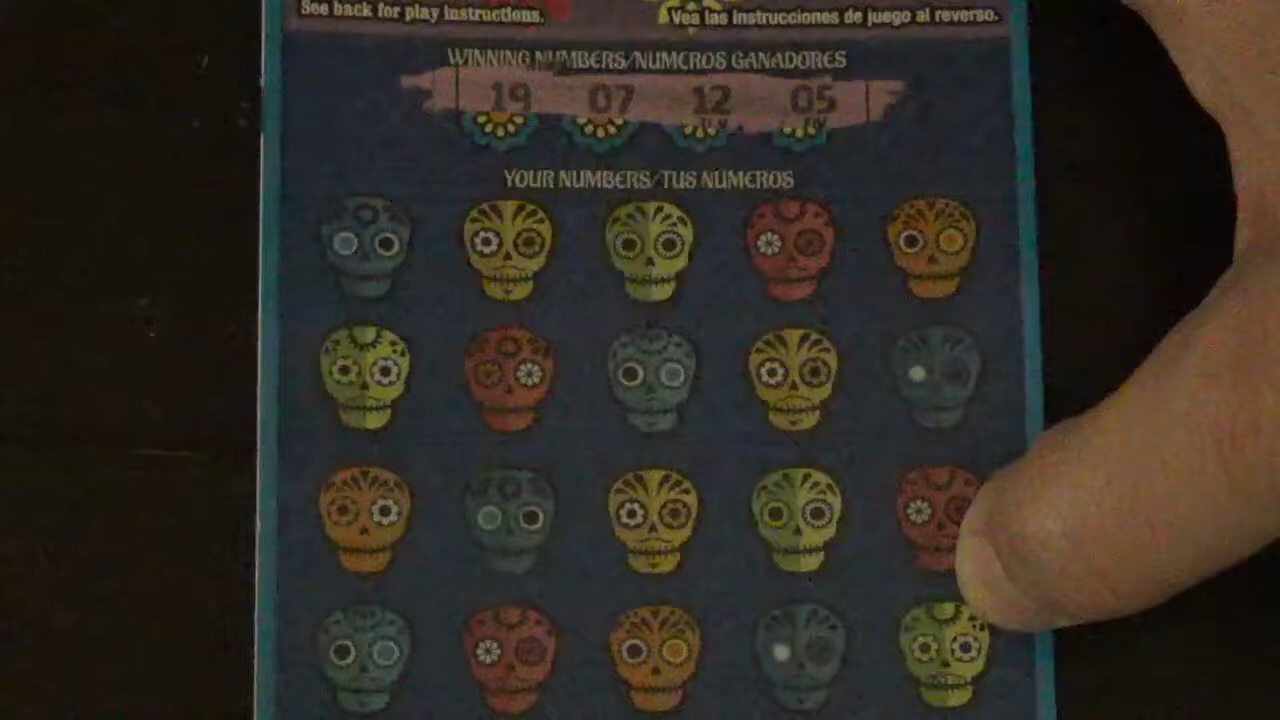 See back for play instructions.
Vea las instrucciones de juego al reverso.
WINNING NUMBERS/NUMEROS GANADORES
19 07 12 05
YOUR NUMBERS/TUS NUMEROS